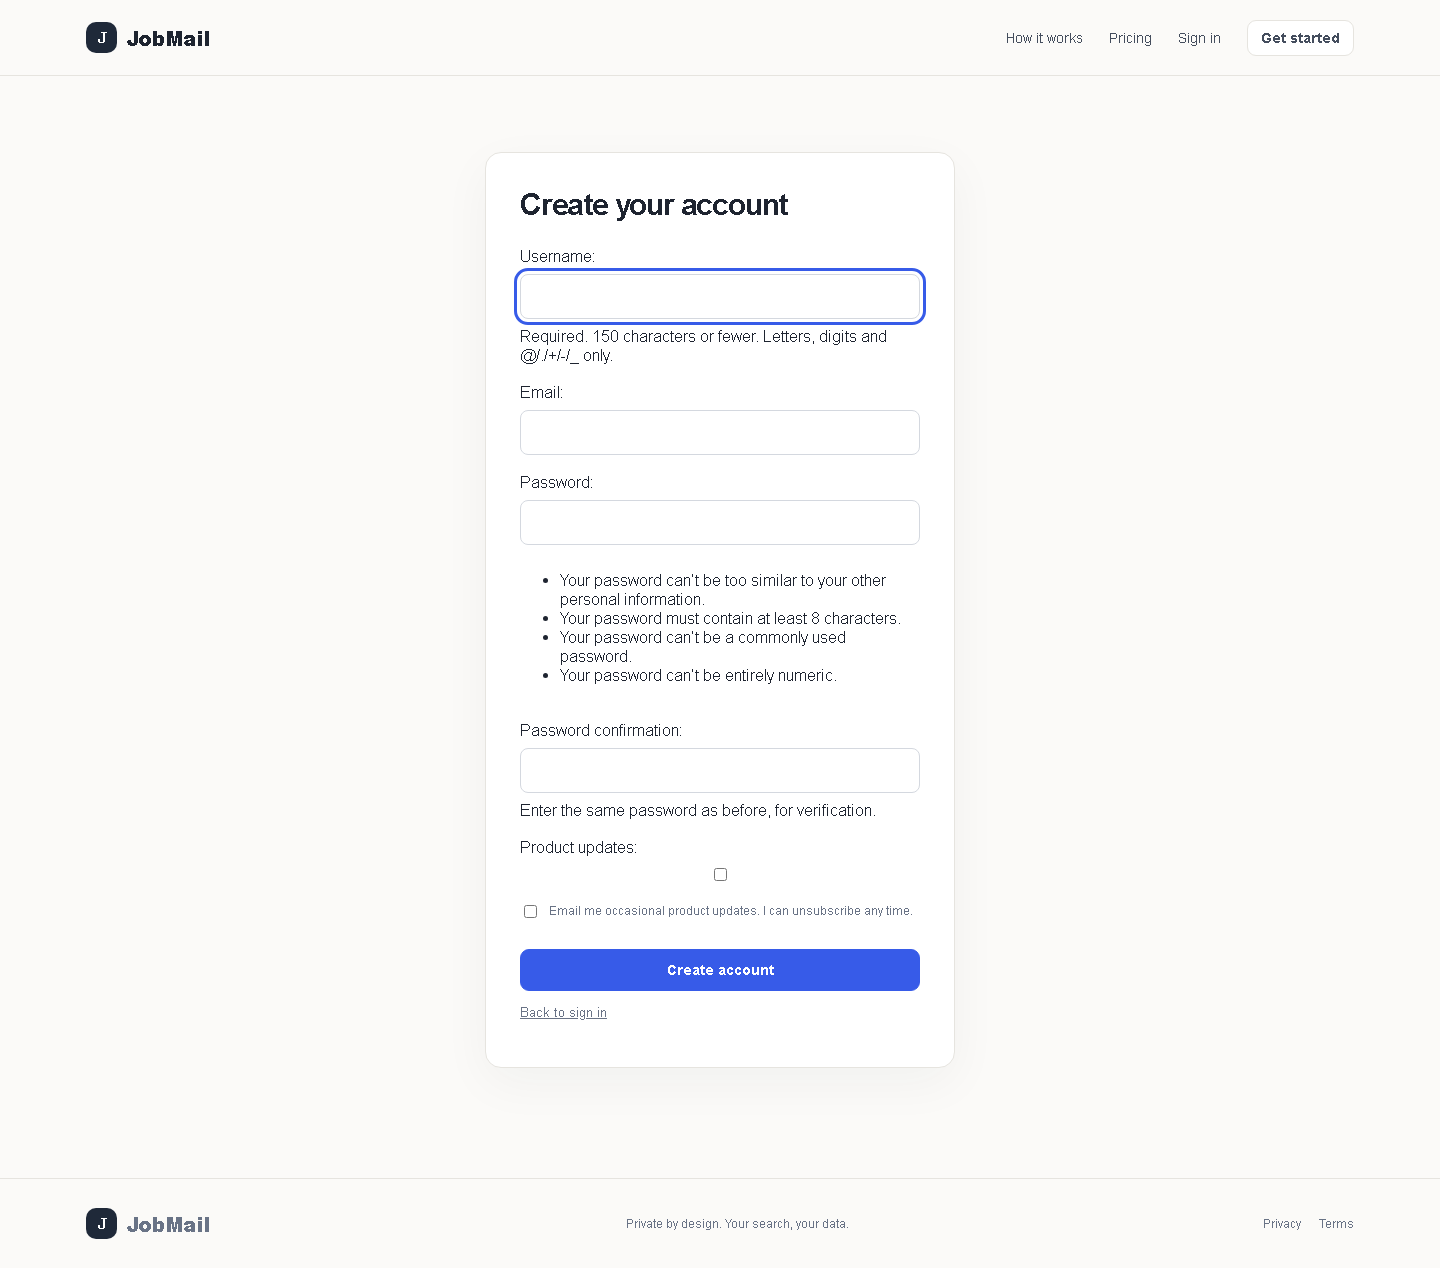 J JobMail
How it works Pricing Sign in Get started
Create your account
Username:
Required. 150 characters or fewer. Letters, digits and
@/./+/-/_ only.
Email:
Password:
Your password can't be too similar to your other
personal information.
Your password must contain at least 8 characters.
Your password can't be a commonly used
password.
Your password can't be entirely numeric.
Password confirmation:
Enter the same password as before, for verification.
Product updates:
Email me occasional product updates. I can unsubscribe any time.
Create account
Back to sign in
J JobMail
Private by design. Your search, your data.
Privacy Terms